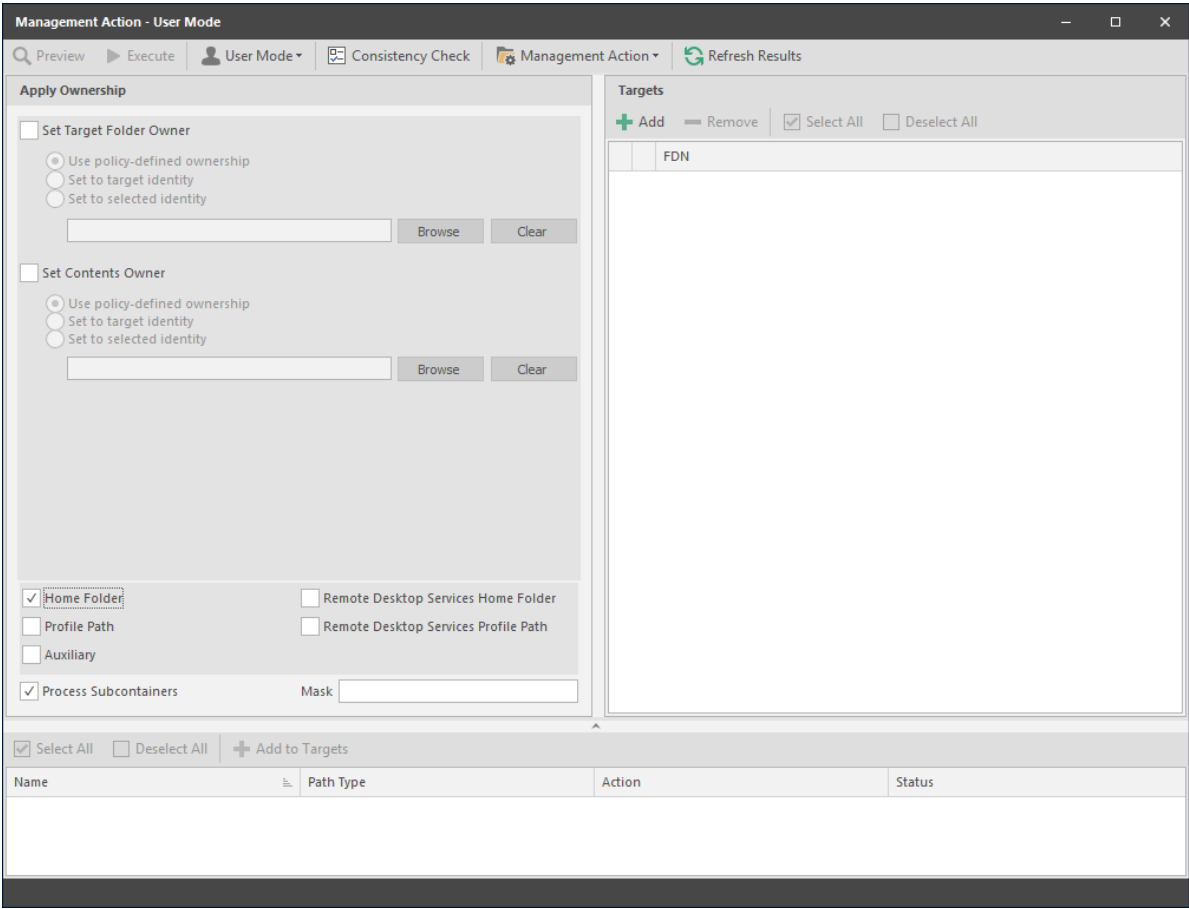 Management Action - User Mode
Preview Execute User Mode Consistency Check Management Action Refresh Results
Apply Ownership
Set Target Folder Owner
Use policy-defined ownership
Set to target identity
Set to selected identity
Browse Clear
Set Contents Owner
Use policy-defined ownership
Set to target identity
Set to selected identity
Browse Clear
Home Folder Remote Desktop Services Home Folder
Profile Path Remote Desktop Services Profile Path
Auxiliary
Process Subcontainers Mask
Targets
Add Remove Select All Deselect All
FDN
Select All Deselect All Add to Targets
Name Path Type Action Status